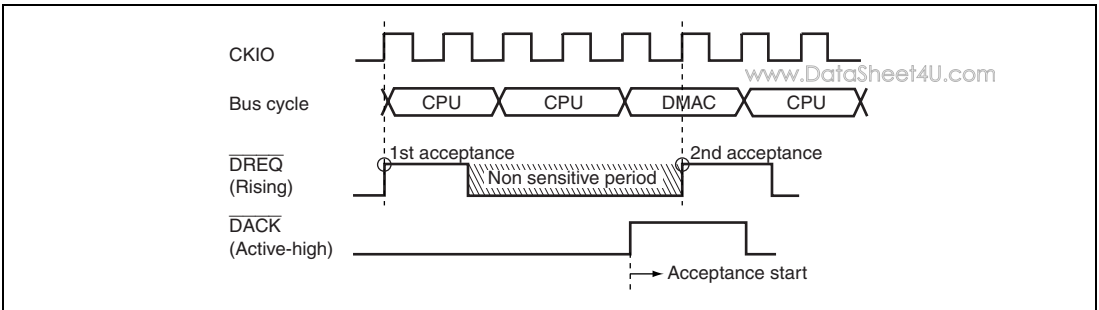 CKIO
www.DataSheet4U.com
Bus cycle CPU CPU DMAC CPU
DREQ
(Rising)
1st acceptance
Non sensitive period
2nd acceptance
DACK
(Active-high)
Acceptance start